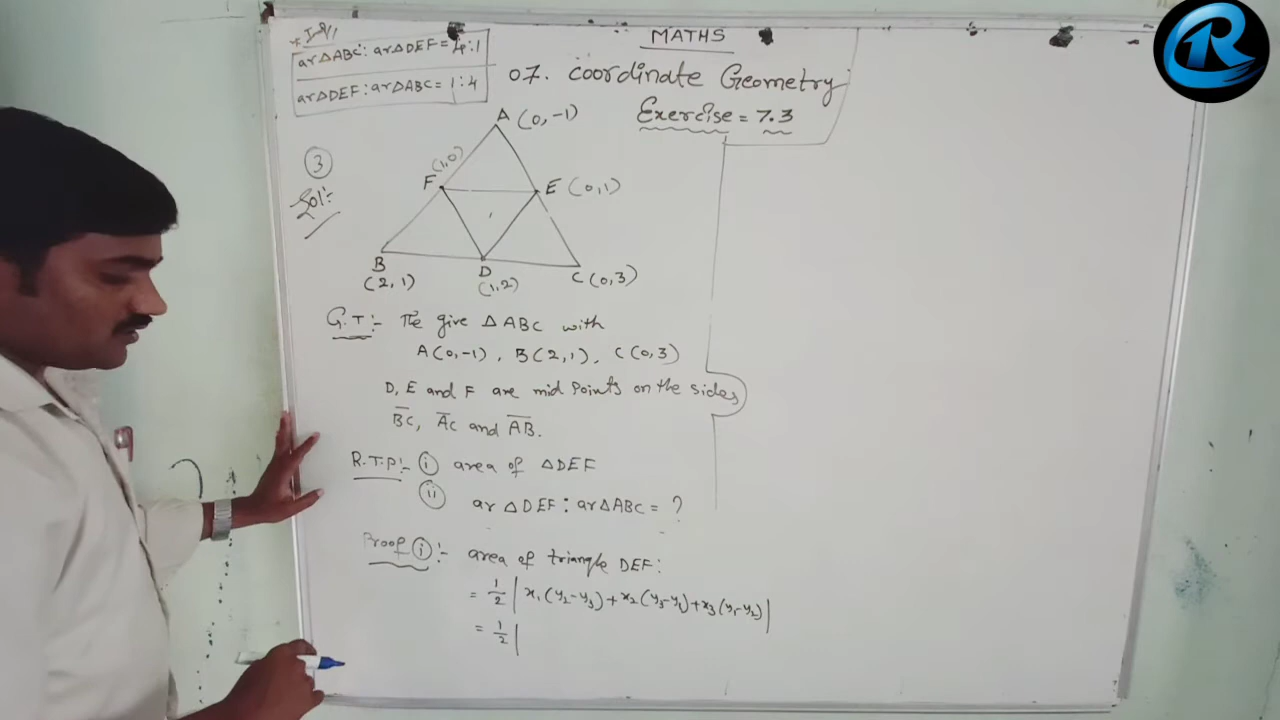 * Imp
ar△ABC : ar△DEF = 4:1
ar△DEF : ar△ABC = 1:4
MATHS
07. Coordinate Geometry
Exercise = 7.3
R
A (0,-1)
3
Sol:-
F (1,0)
E (0,1)
B (2,1)
D (1,2)
C (0,3)
G.T:- The give △ABC with
A(0,-1), B(2,1), C(0,3)
D, E and F are mid points on the sides
B̅C̅, A̅C̅ and A̅B̅.
R.T.P:- (i) area of △DEF
(ii) ar△DEF : ar△ABC = ?
Proof (i):- area of triangle DEF:
= 1/2 | x₁(y₂-y₃)+x₂(y₃-y₁)+x₃(y₁-y₂) |
= 1/2 |